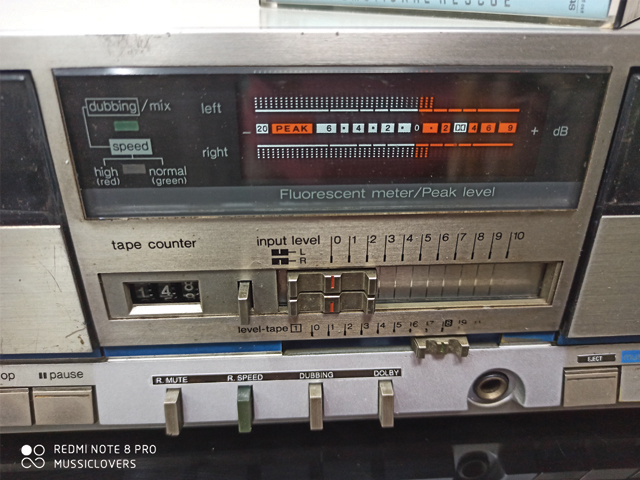 dubbing/mix
speed
high normal
(red) (green)
left
- 20 PEAK 6 • 4 • 2 • 0 • 2 4 6 9 + dB
right
Fluorescent meter/Peak level
tape counter
input level 0 1 2 3 4 5 6 7 8 9 10
L
R
1 4
level-tape 1 0 1 2 3 4 5 6 7 8 9
pause
R. MUTE R. SPEED DUBBING DOLBY
EJECT
REDMI NOTE 8 PRO
MUSSICLOVERS